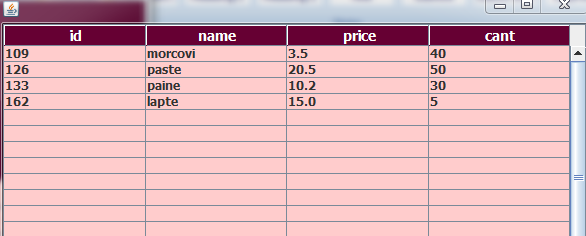 id name price cant
109 morcovi 3.5 40
126 paste 20.5 50
133 paine 10.2 30
162 lapte 15.0 5